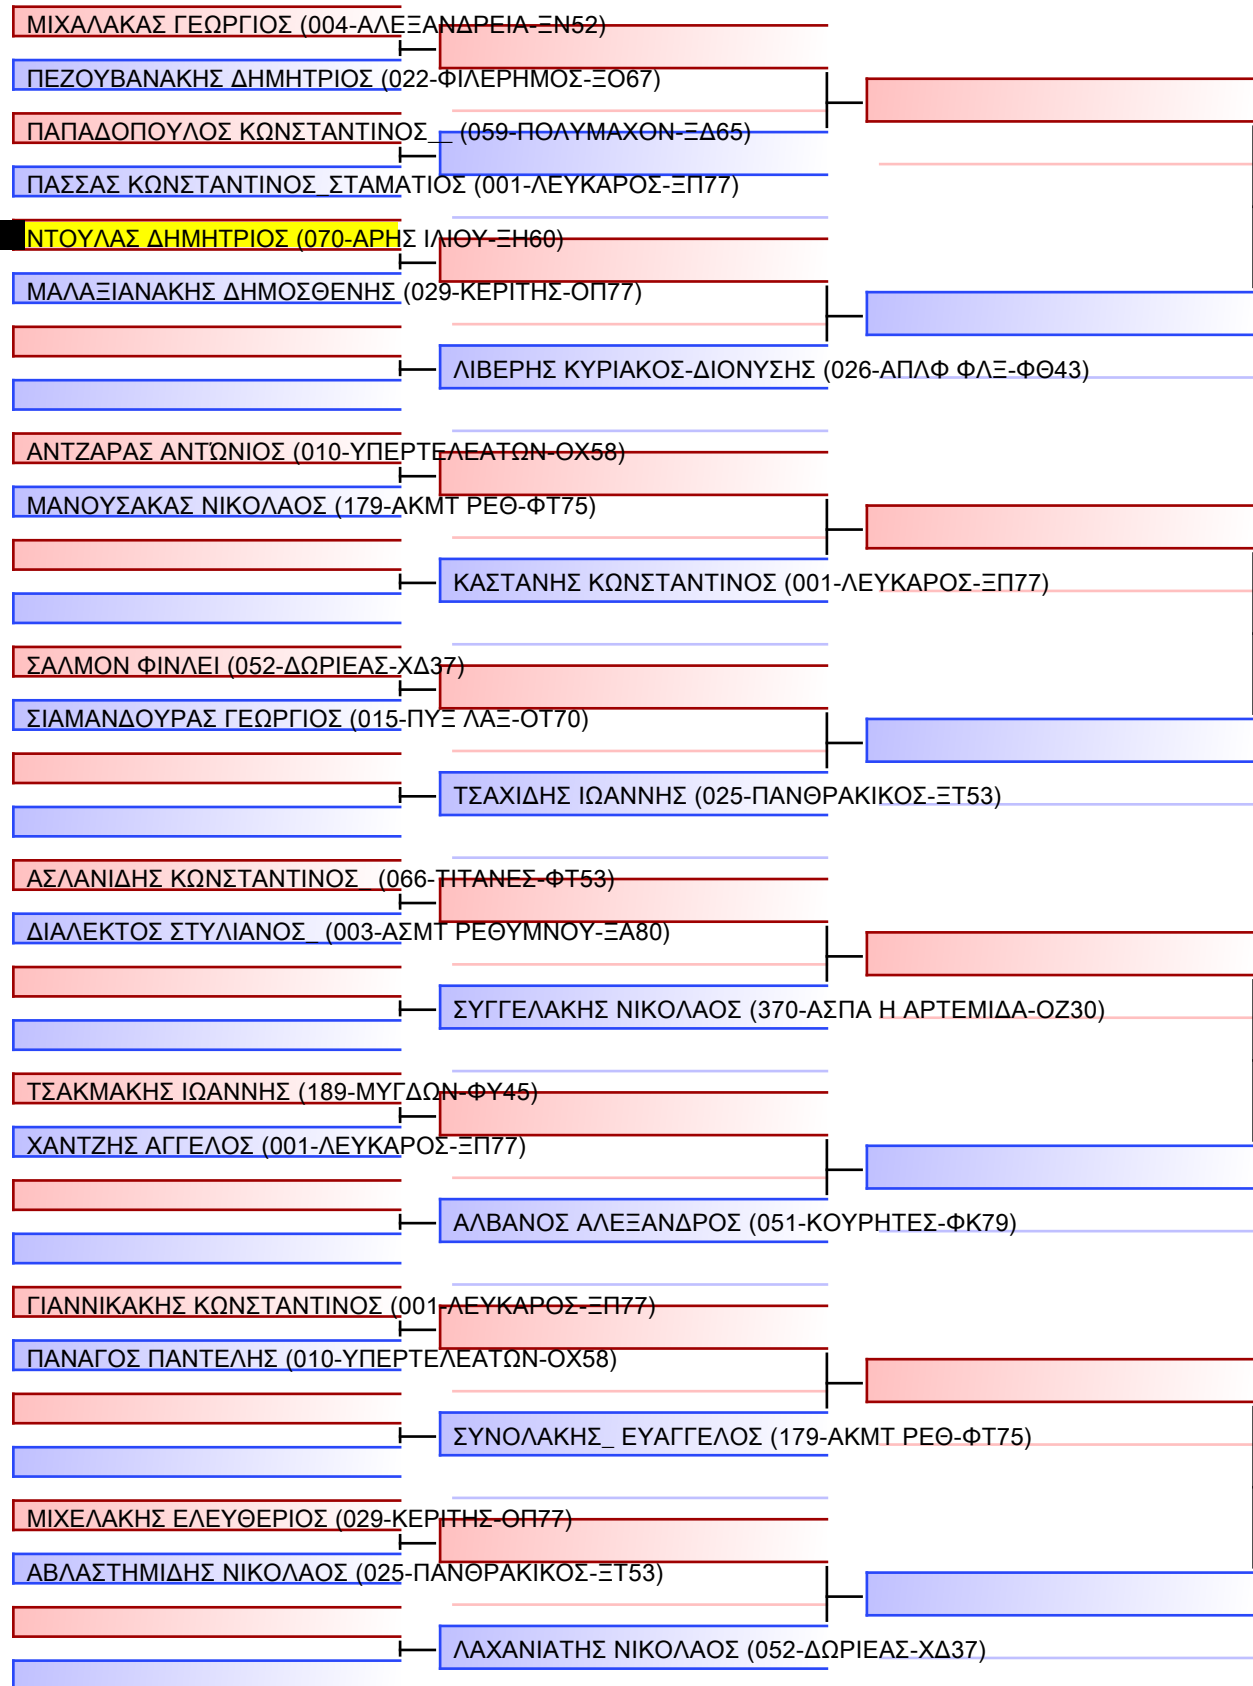 ΜΙΧΑΛΑΚΑΣ ΓΕΩΡΓΙΟΣ (004-ΑΛΕΞΑΝΔΡΕΙΑ-ΞΝ52)
ΠΕΖΟΥΒΑΝΑΚΗΣ ΔΗΜΗΤΡΙΟΣ (022-ΦΙΛΕΡΗΜΟΣ-ΞΟ67)
ΠΑΠΑΔΟΠΟΥΛΟΣ ΚΩΝΣΤΑΝΤΙΝΟΣ__ (059-ΠΟΛΥΜΑΧΟΝ-ΞΔ65)
ΠΑΣΣΑΣ ΚΩΝΣΤΑΝΤΙΝΟΣ_ΣΤΑΜΑΤΙΟΣ (001-ΛΕΥΚΑΡΟΣ-ΞΠ77)
ΝΤΟΥΛΑΣ ΔΗΜΗΤΡΙΟΣ (070-ΑΡΗΣ ΙΛΙΟΥ-ΞΗ60)
ΜΑΛΑΞΙΑΝΑΚΗΣ ΔΗΜΟΣΘΕΝΗΣ (029-ΚΕΡΙΤΗΣ-ΟΠ77)
ΛΙΒΕΡΗΣ ΚΥΡΙΑΚΟΣ-ΔΙΟΝΥΣΗΣ (026-ΑΠΛΦ ΦΛΞ-ΦΘ43)
ΑΝΤΖΑΡΑΣ ΑΝΤΏΝΙΟΣ (010-ΥΠΕΡΤΕΛΕΑΤΩΝ-ΟΧ58)
ΜΑΝΟΥΣΑΚΑΣ ΝΙΚΟΛΑΟΣ (179-ΑΚΜΤ ΡΕΘ-ΦΤ75)
ΚΑΣΤΑΝΗΣ ΚΩΝΣΤΑΝΤΙΝΟΣ (001-ΛΕΥΚΑΡΟΣ-ΞΠ77)
ΣΑΛΜΟΝ ΦΙΝΛΕΙ (052-ΔΩΡΙΕΑΣ-ΧΔ37)
ΣΙΑΜΑΝΔΟΥΡΑΣ ΓΕΩΡΓΙΟΣ (015-ΠΥΞ ΛΑΞ-ΟΤ70)
ΤΣΑΧΙΔΗΣ ΙΩΑΝΝΗΣ (025-ΠΑΝΘΡΑΚΙΚΟΣ-ΞΤ53)
ΑΣΛΑΝΙΔΗΣ ΚΩΝΣΤΑΝΤΙΝΟΣ_ (066-ΤΙΤΑΝΕΣ-ΦΤ53)
ΔΙΑΛΕΚΤΟΣ ΣΤΥΛΙΑΝΟΣ_ (003-ΑΣΜΤ ΡΕΘΥΜΝΟΥ-ΞΑ80)
ΣΥΓΓΕΛΑΚΗΣ ΝΙΚΟΛΑΟΣ (370-ΑΣΠΑ Η ΑΡΤΕΜΙΔΑ-ΟΖ30)
ΤΣΑΚΜΑΚΗΣ ΙΩΑΝΝΗΣ (189-ΜΥΓΔΩΝ-ΦΥ45)
ΧΑΝΤΖΗΣ ΑΓΓΕΛΟΣ (001-ΛΕΥΚΑΡΟΣ-ΞΠ77)
ΑΛΒΑΝΟΣ ΑΛΕΞΑΝΔΡΟΣ (051-ΚΟΥΡΗΤΕΣ-ΦΚ79)
ΓΙΑΝΝΙΚΑΚΗΣ ΚΩΝΣΤΑΝΤΙΝΟΣ (001-ΛΕΥΚΑΡΟΣ-ΞΠ77)
ΠΑΝΑΓΟΣ ΠΑΝΤΕΛΗΣ (010-ΥΠΕΡΤΕΛΕΑΤΩΝ-ΟΧ58)
ΣΥΝΟΛΑΚΗΣ_ ΕΥΑΓΓΕΛΟΣ (179-ΑΚΜΤ ΡΕΘ-ΦΤ75)
ΜΙΧΕΛΑΚΗΣ ΕΛΕΥΘΕΡΙΟΣ (029-ΚΕΡΙΤΗΣ-ΟΠ77)
ΑΒΛΑΣΤΗΜΙΔΗΣ ΝΙΚΟΛΑΟΣ (025-ΠΑΝΘΡΑΚΙΚΟΣ-ΞΤ53)
ΛΑΧΑΝΙΑΤΗΣ ΝΙΚΟΛΑΟΣ (052-ΔΩΡΙΕΑΣ-ΧΔ37)